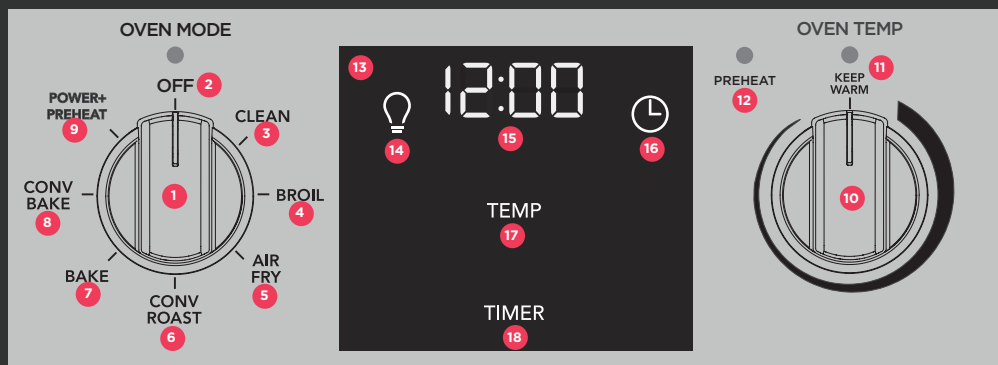 OVEN MODE
OFF 2
CLEAN
3
POWER+
PREHEAT
9
CONV
BAKE
8
1
BROIL
4
BAKE
7
AIR
FRY
5
CONV
ROAST
6
13
12:00
14
15
16
TEMP
17
TIMER
18
OVEN TEMP
PREHEAT
12
11
KEEP
WARM
10